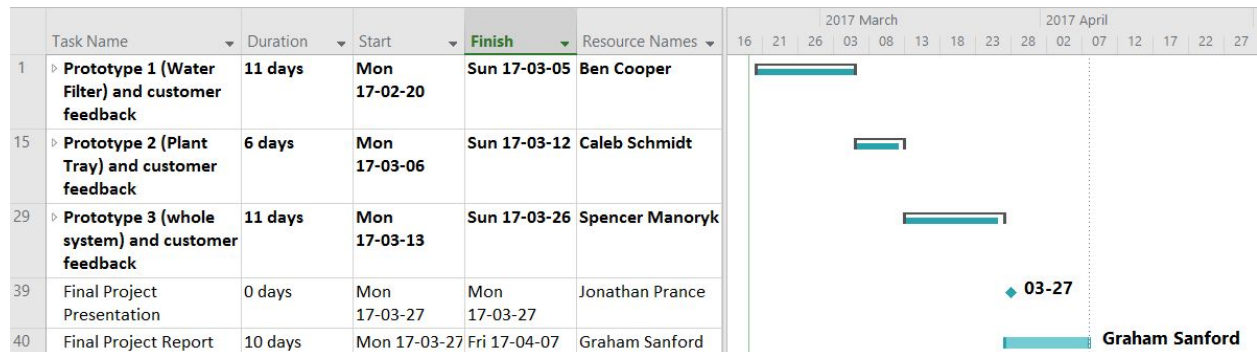 2017 March 2017 April
Task Name Duration Start Finish Resource Names 16 21 26 03 08 13 18 23 28 02 07 12 17 22 27
1 Prototype 1 (Water 11 days Mon Sun 17-03-05 Ben Cooper
Filter) and customer 17-02-20
feedback
15 Prototype 2 (Plant 6 days Mon Sun 17-03-12 Caleb Schmidt
Tray) and customer 17-03-06
feedback
29 Prototype 3 (whole 11 days Mon Sun 17-03-26 Spencer Manoryk
system) and customer 17-03-13
feedback
39 Final Project 0 days Mon Mon Jonathan Prance 03-27
Presentation 17-03-27 17-03-27
40 Final Project Report 10 days Mon 17-03-27 Fri 17-04-07 Graham Sanford Graham Sanford